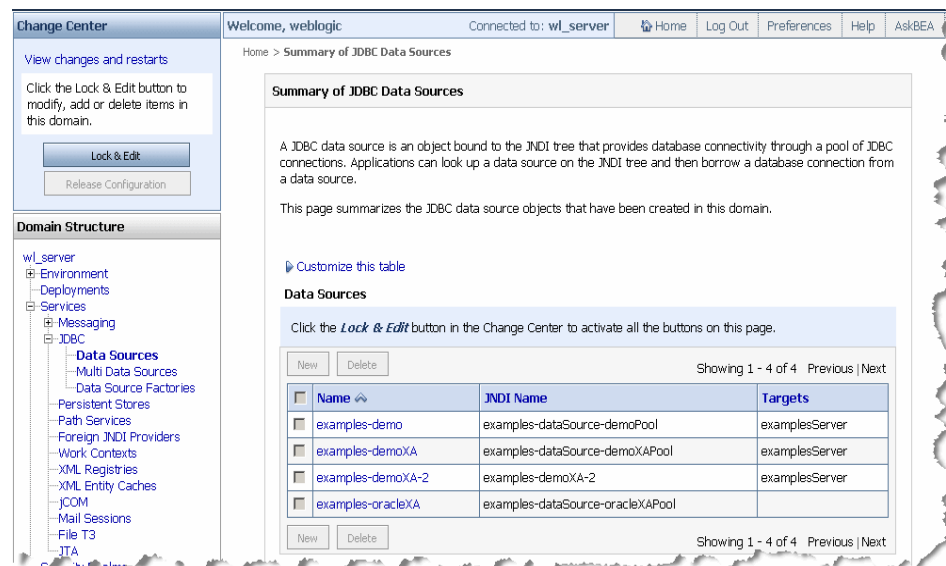 Change Center
View changes and restarts
Click the Lock & Edit button to
modify, add or delete items in
this domain.
Lock & Edit
Release Configuration
Domain Structure
wl_server
Environment
Deployments
Services
Messaging
JDBC
Data Sources
Multi Data Sources
Data Source Factories
Persistent Stores
Path Services
Foreign JNDI Providers
Work Contexts
XML Registries
XML Entity Caches
jCOM
Mail Sessions
File T3
JTA
Welcome, weblogic Connected to: wl_server Home Log Out Preferences Help AskBEA
Home > Summary of JDBC Data Sources
Summary of JDBC Data Sources
A JDBC data source is an object bound to the JNDI tree that provides database connectivity through a pool of JDBC
connections. Applications can look up a data source on the JNDI tree and then borrow a database connection from
a data source.
This page summarizes the JDBC data source objects that have been created in this domain.
Customize this table
Data Sources
Click the Lock & Edit button in the Change Center to activate all the buttons on this page.
New Delete Showing 1 - 4 of 4 Previous | Next
Name JNDI Name Targets
examples-demo examples-dataSource-demoPool examplesServer
examples-demoXA examples-dataSource-demoXAPool examplesServer
examples-demoXA-2 examples-demoXA-2 examplesServer
examples-oracleXA examples-dataSource-oracleXAPool
New Delete Showing 1 - 4 of 4 Previous | Next